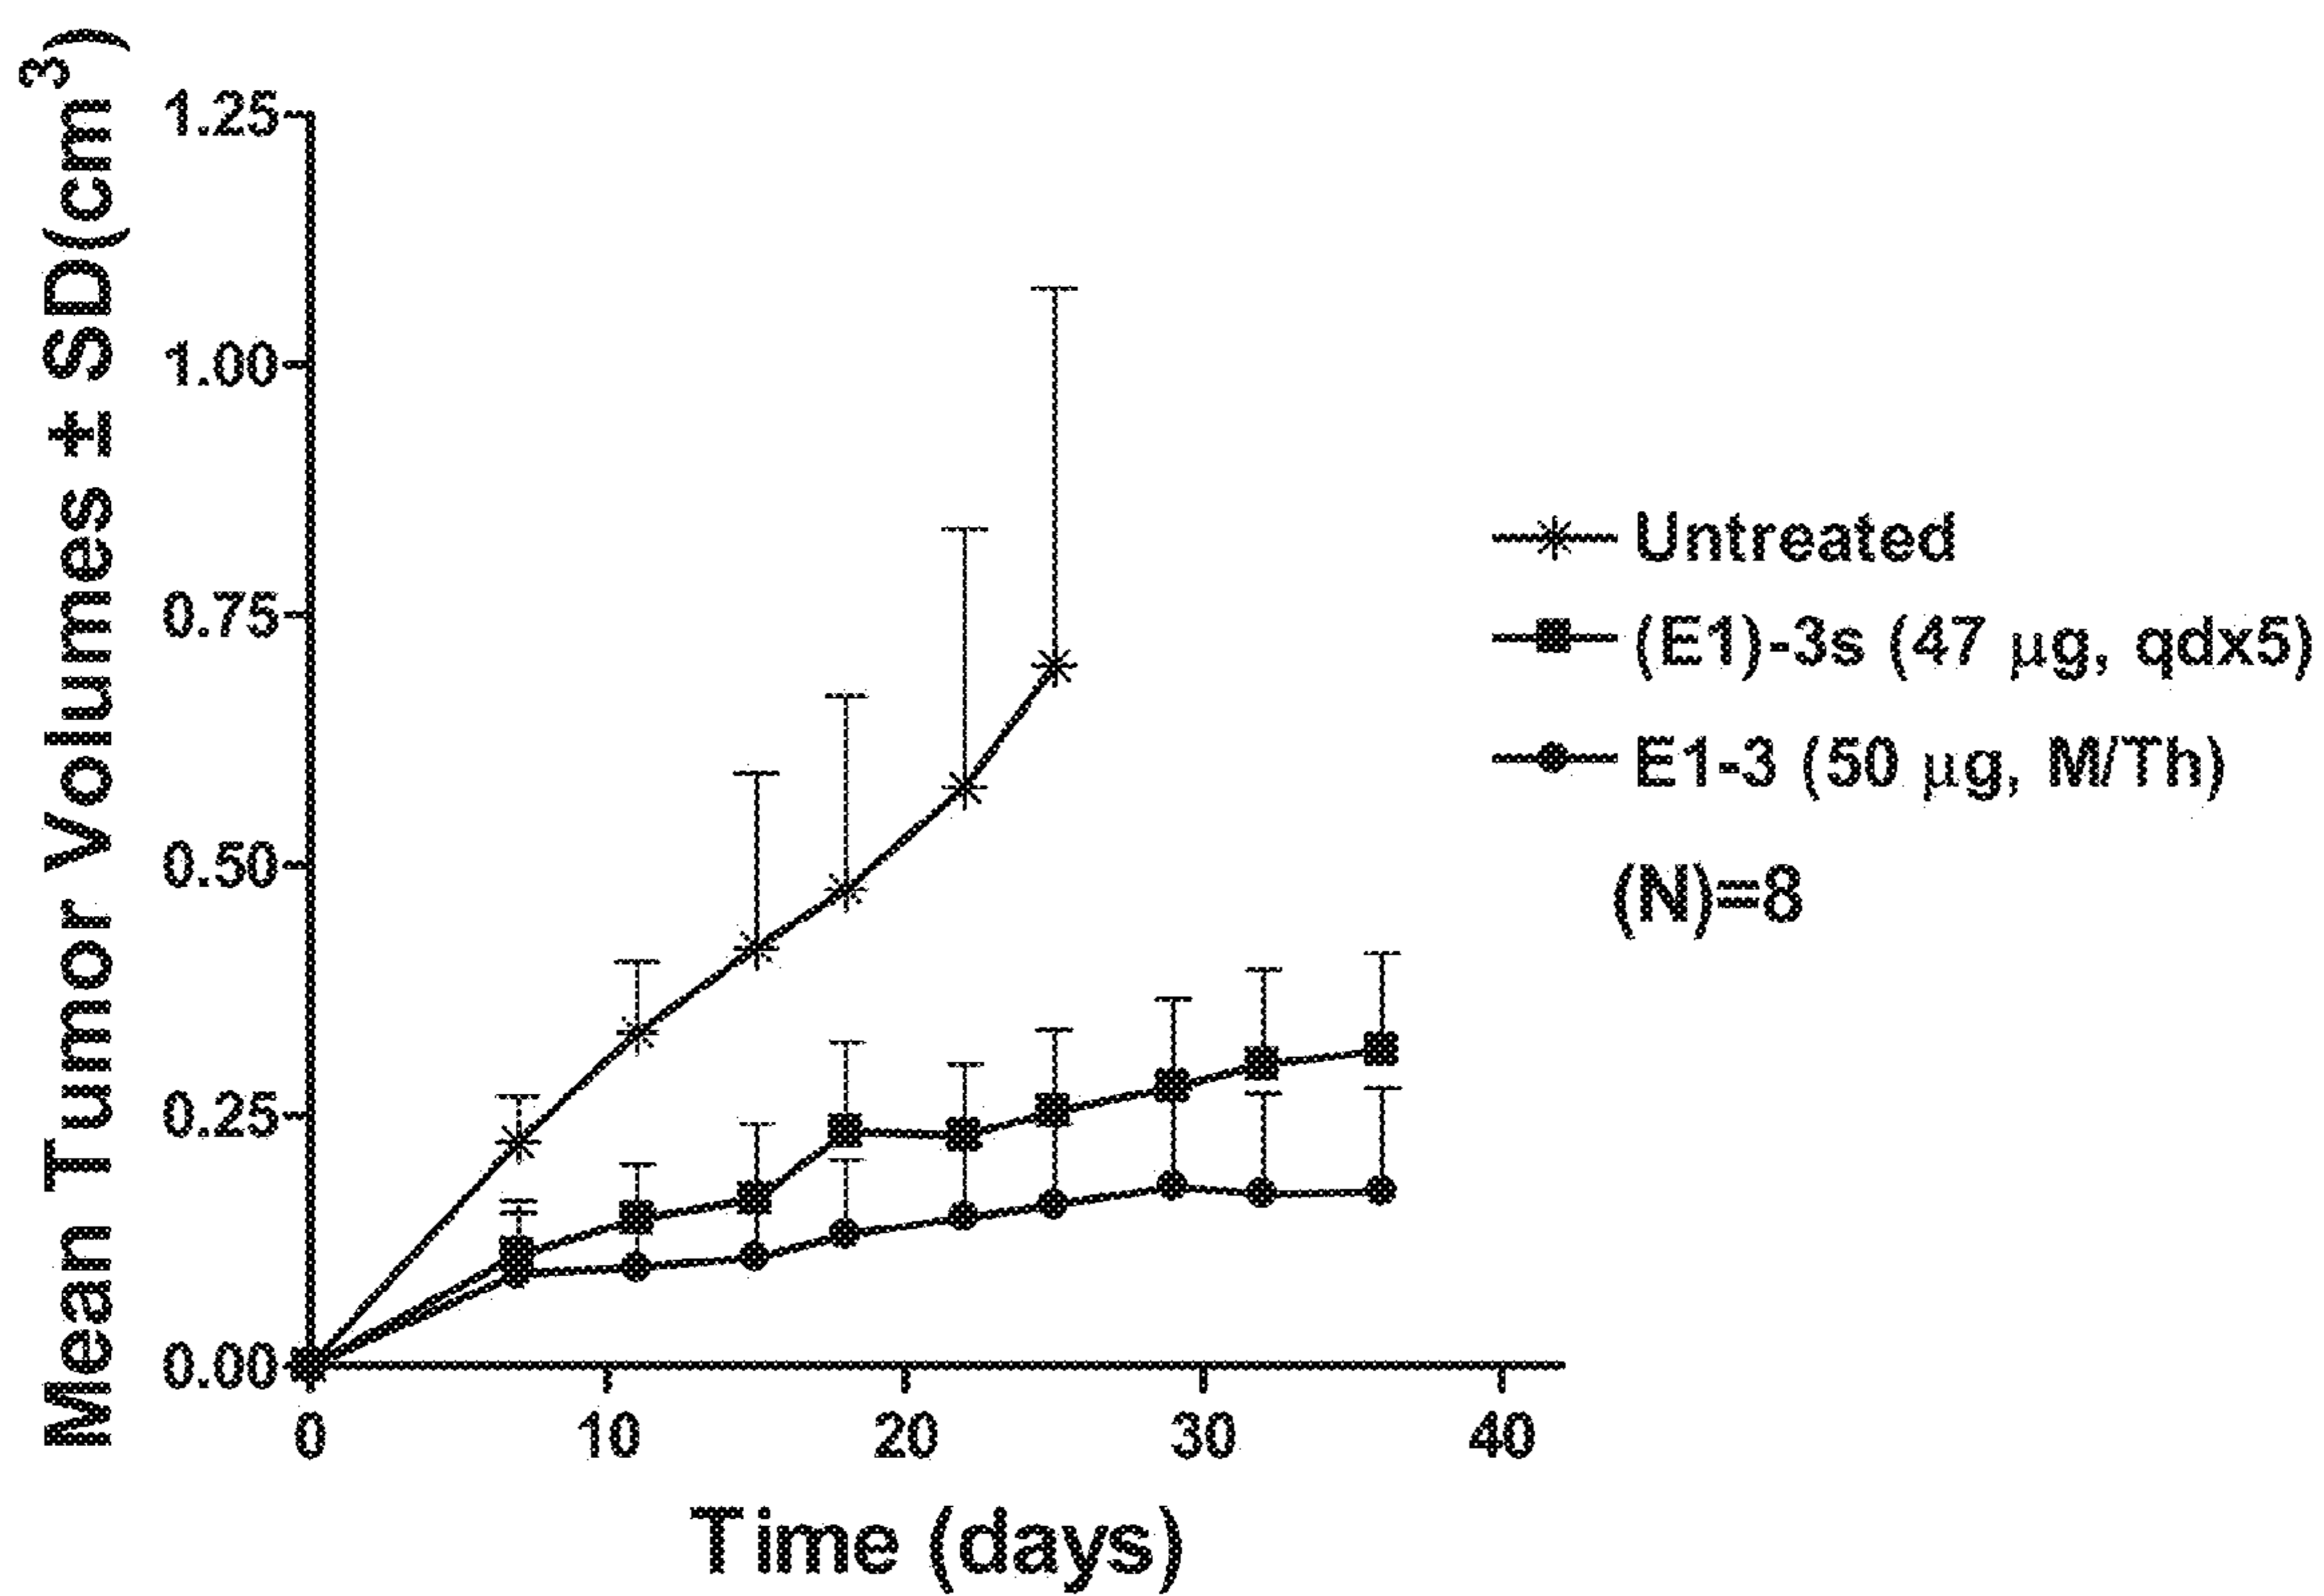 Mean Tumor Volumes ± SD(cm³)
1.25
1.00
0.75
0.50
0.25
0.00
0 10 20 30 40
Time (days)
Untreated
(E1)-3s (47 µg, qdx5)
E1-3 (50 µg, M/Th)
(N)=8